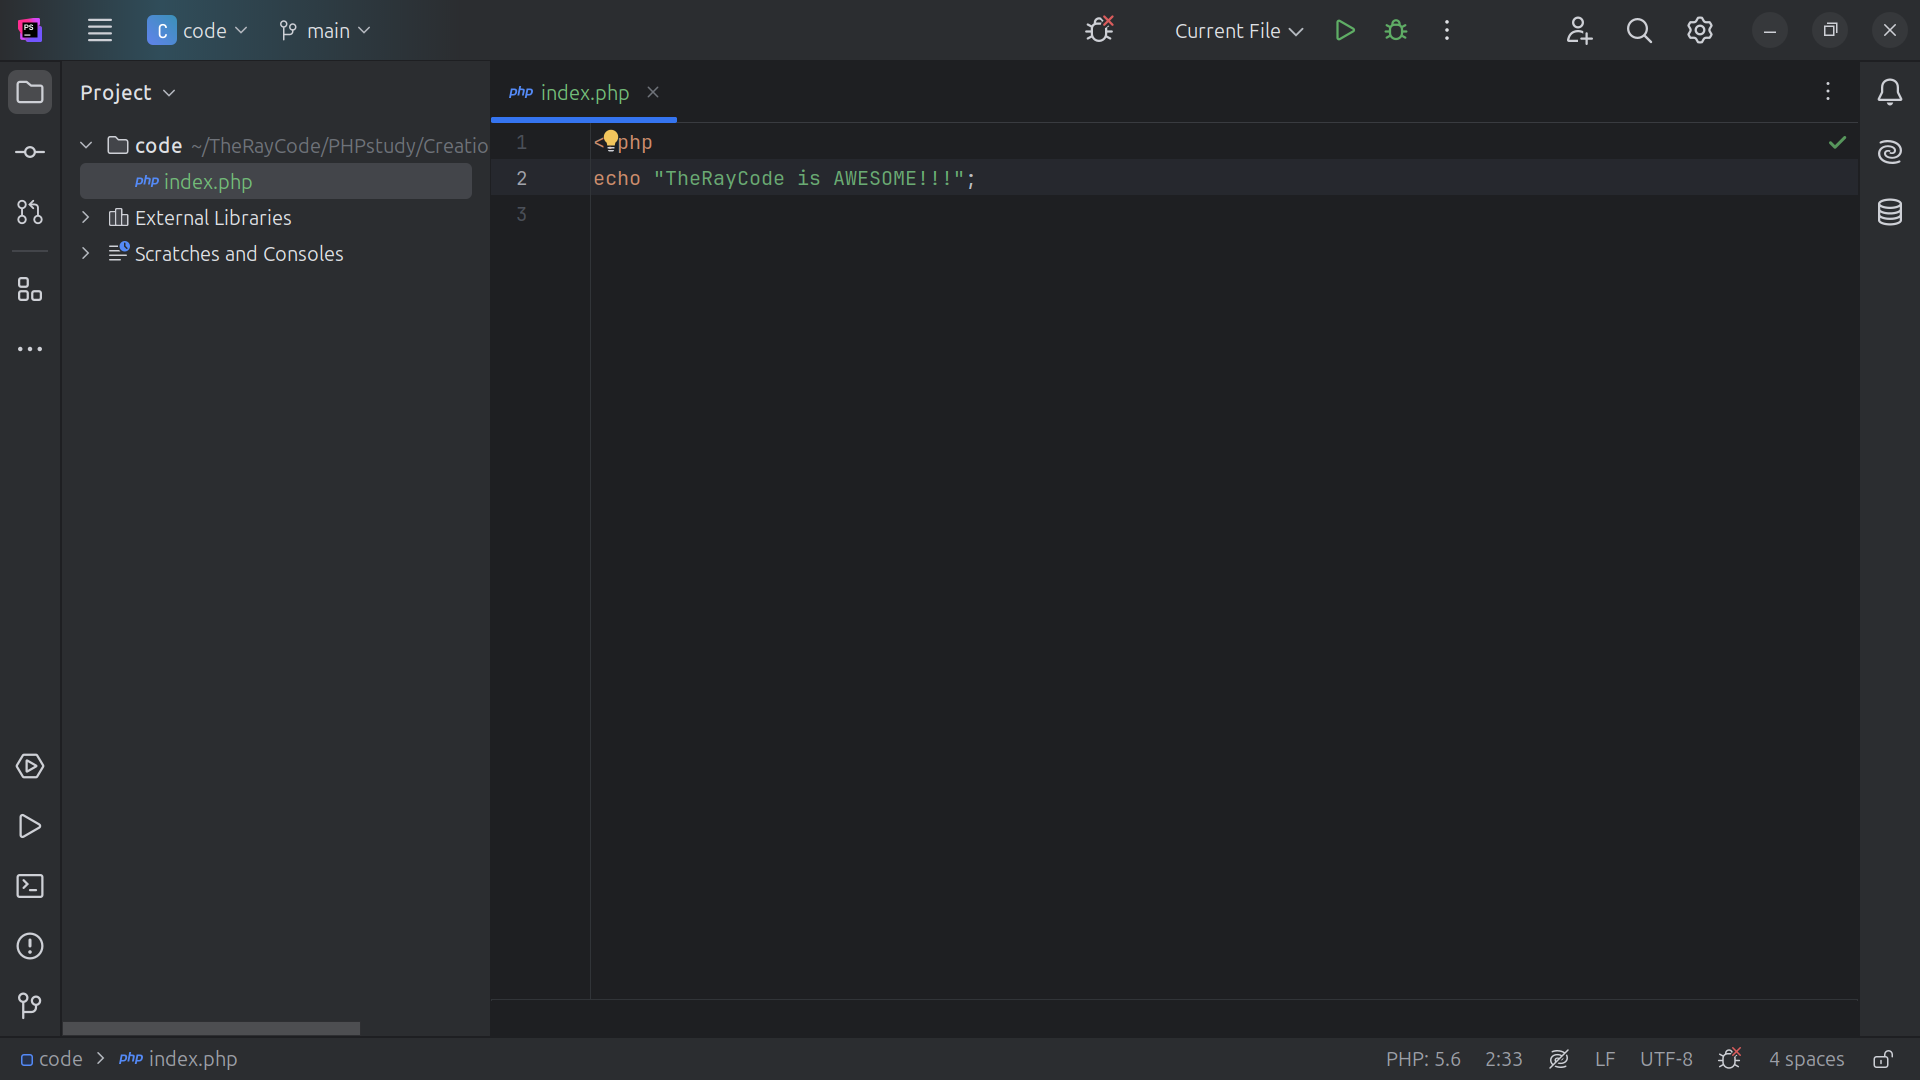 PS
C code
main
Current File
Project
php index.php
code ~/TheRayCode/PHPstudy/Creatio
php index.php
External Libraries
Scratches and Consoles
1 < php
2 echo "TheRayCode is AWESOME!!!";
3
code > php index.php
PHP: 5.6 2:33 LF UTF-8 4 spaces